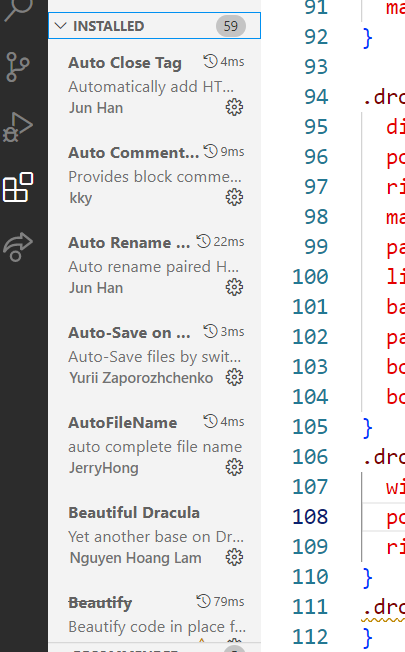 INSTALLED 59
Auto Close Tag 4ms
Automatically add HT...
Jun Han
Auto Comment... 9ms
Provides block comme...
kky
Auto Rename ... 22ms
Auto rename paired H...
Jun Han
Auto-Save on ... 3ms
Auto-Save files by swit...
Yurii Zaporozhchenko
AutoFileName 4ms
auto complete file name
JerryHong
Beautiful Dracula
Yet another base on Dr...
Nguyen Hoang Lam
Beautify 79ms
Beautify code in place f...
91 ma
92 }
93
94 .dro
95 di
96 po
97 ri
98 ma
99 pa
100 li
101 ba
102 pa
103 bo
104 bo
105 }
106 .dro
107 wi
108 po
109 ri
110 }
111 .dro
112 }